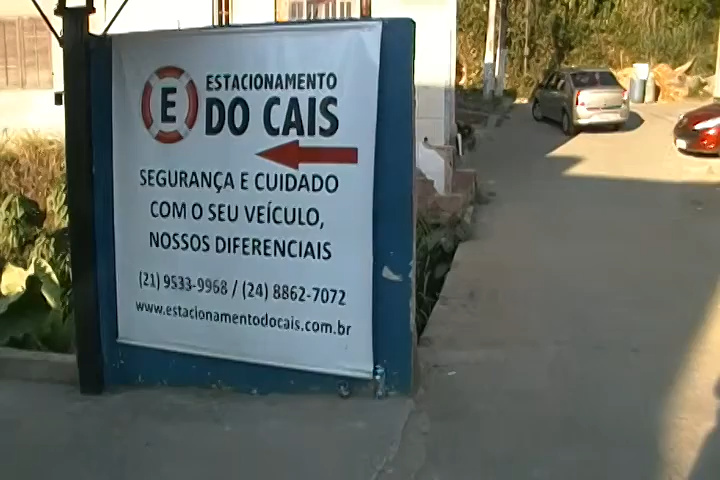 E
ESTACIONAMENTO
DO CAIS
SEGURANÇA E CUIDADO
COM O SEU VEÍCULO,
NOSSOS DIFERENCIAIS
(21) 9533-9968 / (24) 8862-7072
www.estacionamentodocais.com.br